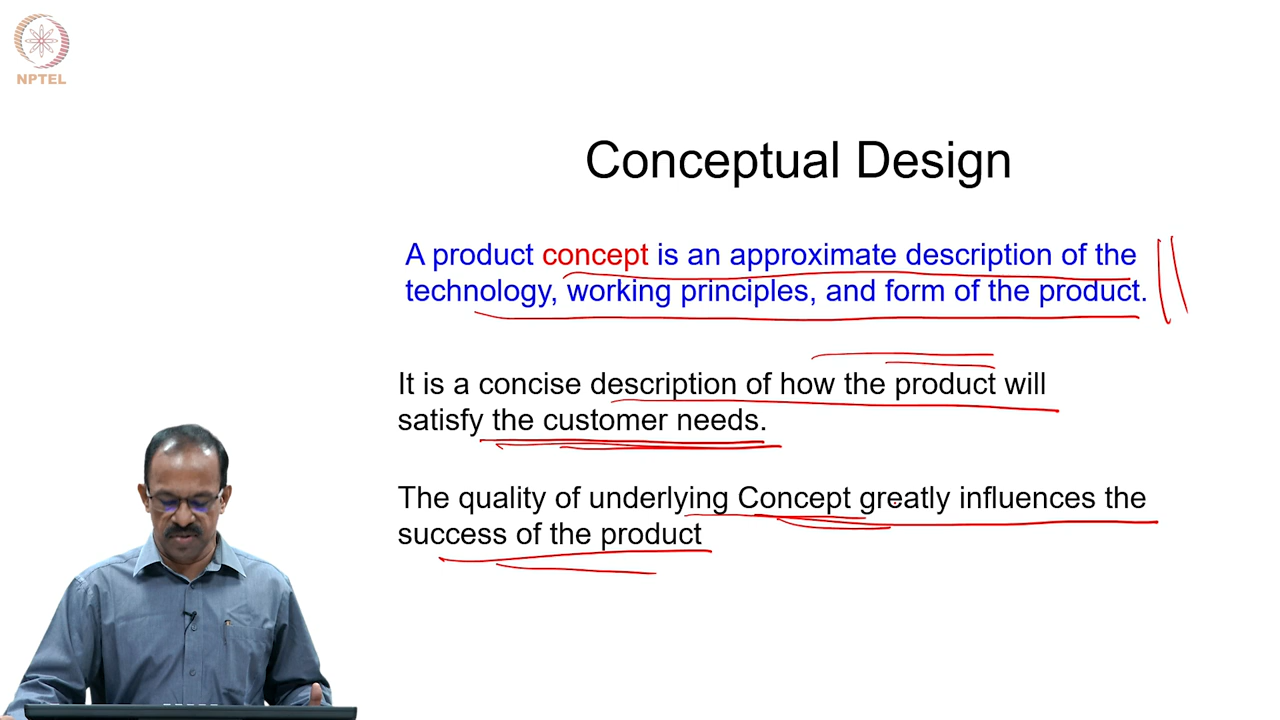 NPTEL
Conceptual Design
A product concept is an approximate description of the
technology, working principles, and form of the product.
It is a concise description of how the product will
satisfy the customer needs.
The quality of underlying Concept greatly influences the
success of the product